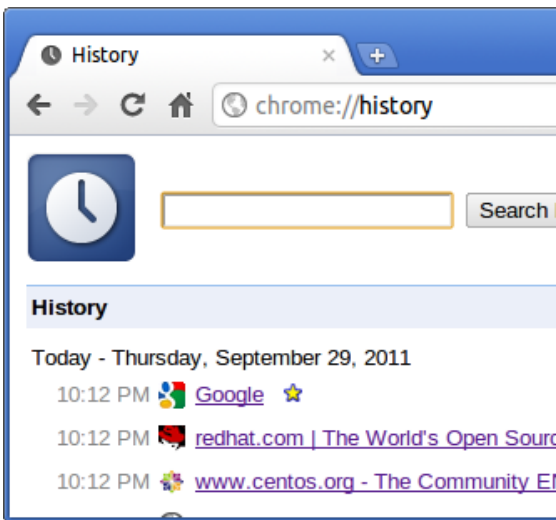 History
chrome://history
Search
History
Today - Thursday, September 29, 2011
10:12 PM Google
10:12 PM redhat.com | The World's Open Sourc
10:12 PM www.centos.org - The Community EN